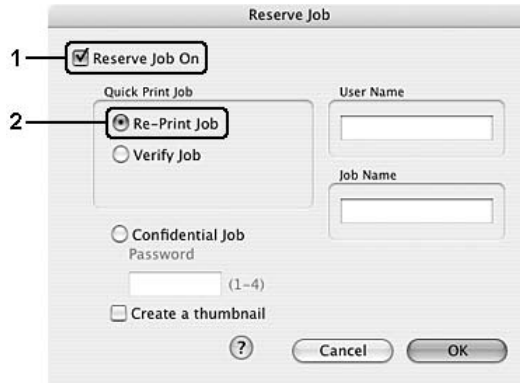 Reserve Job
1
Reserve Job On
Quick Print Job
User Name
2
Re-Print Job
Verify Job
Job Name
Confidential Job
Password
(1-4)
Create a thumbnail
?
Cancel
OK